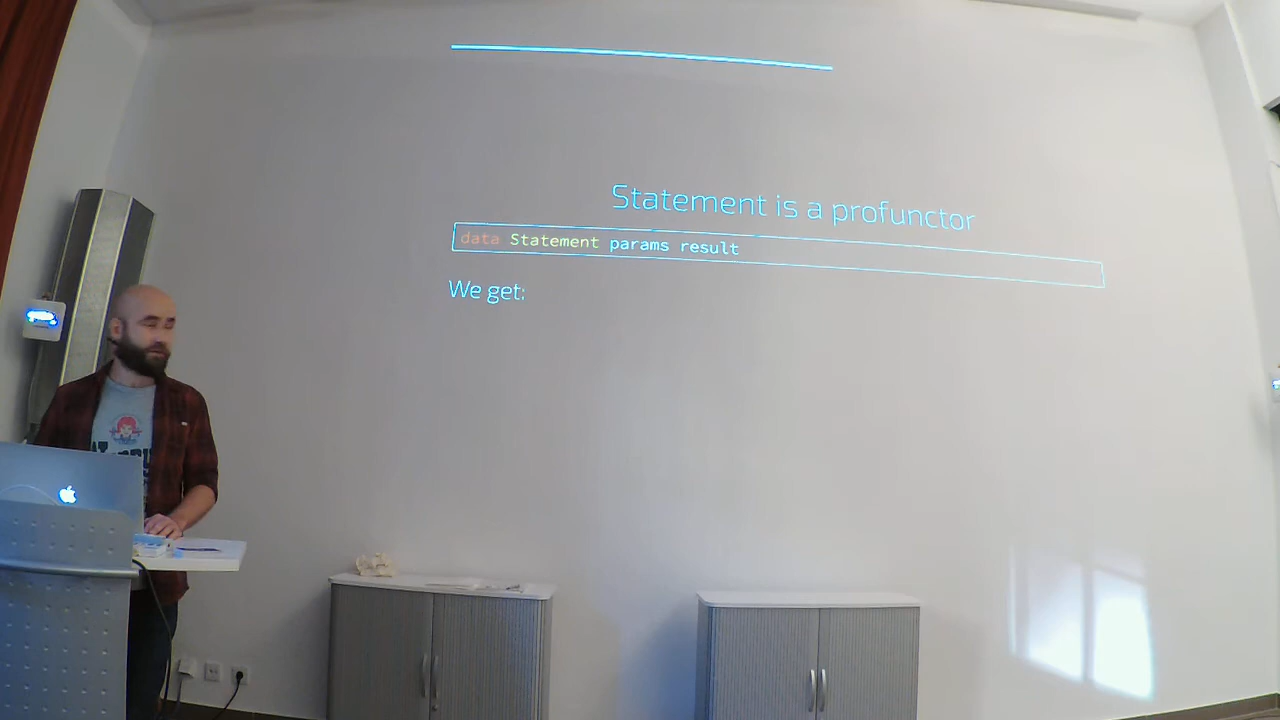 Statement is a profunctor
data Statement params result
We get: